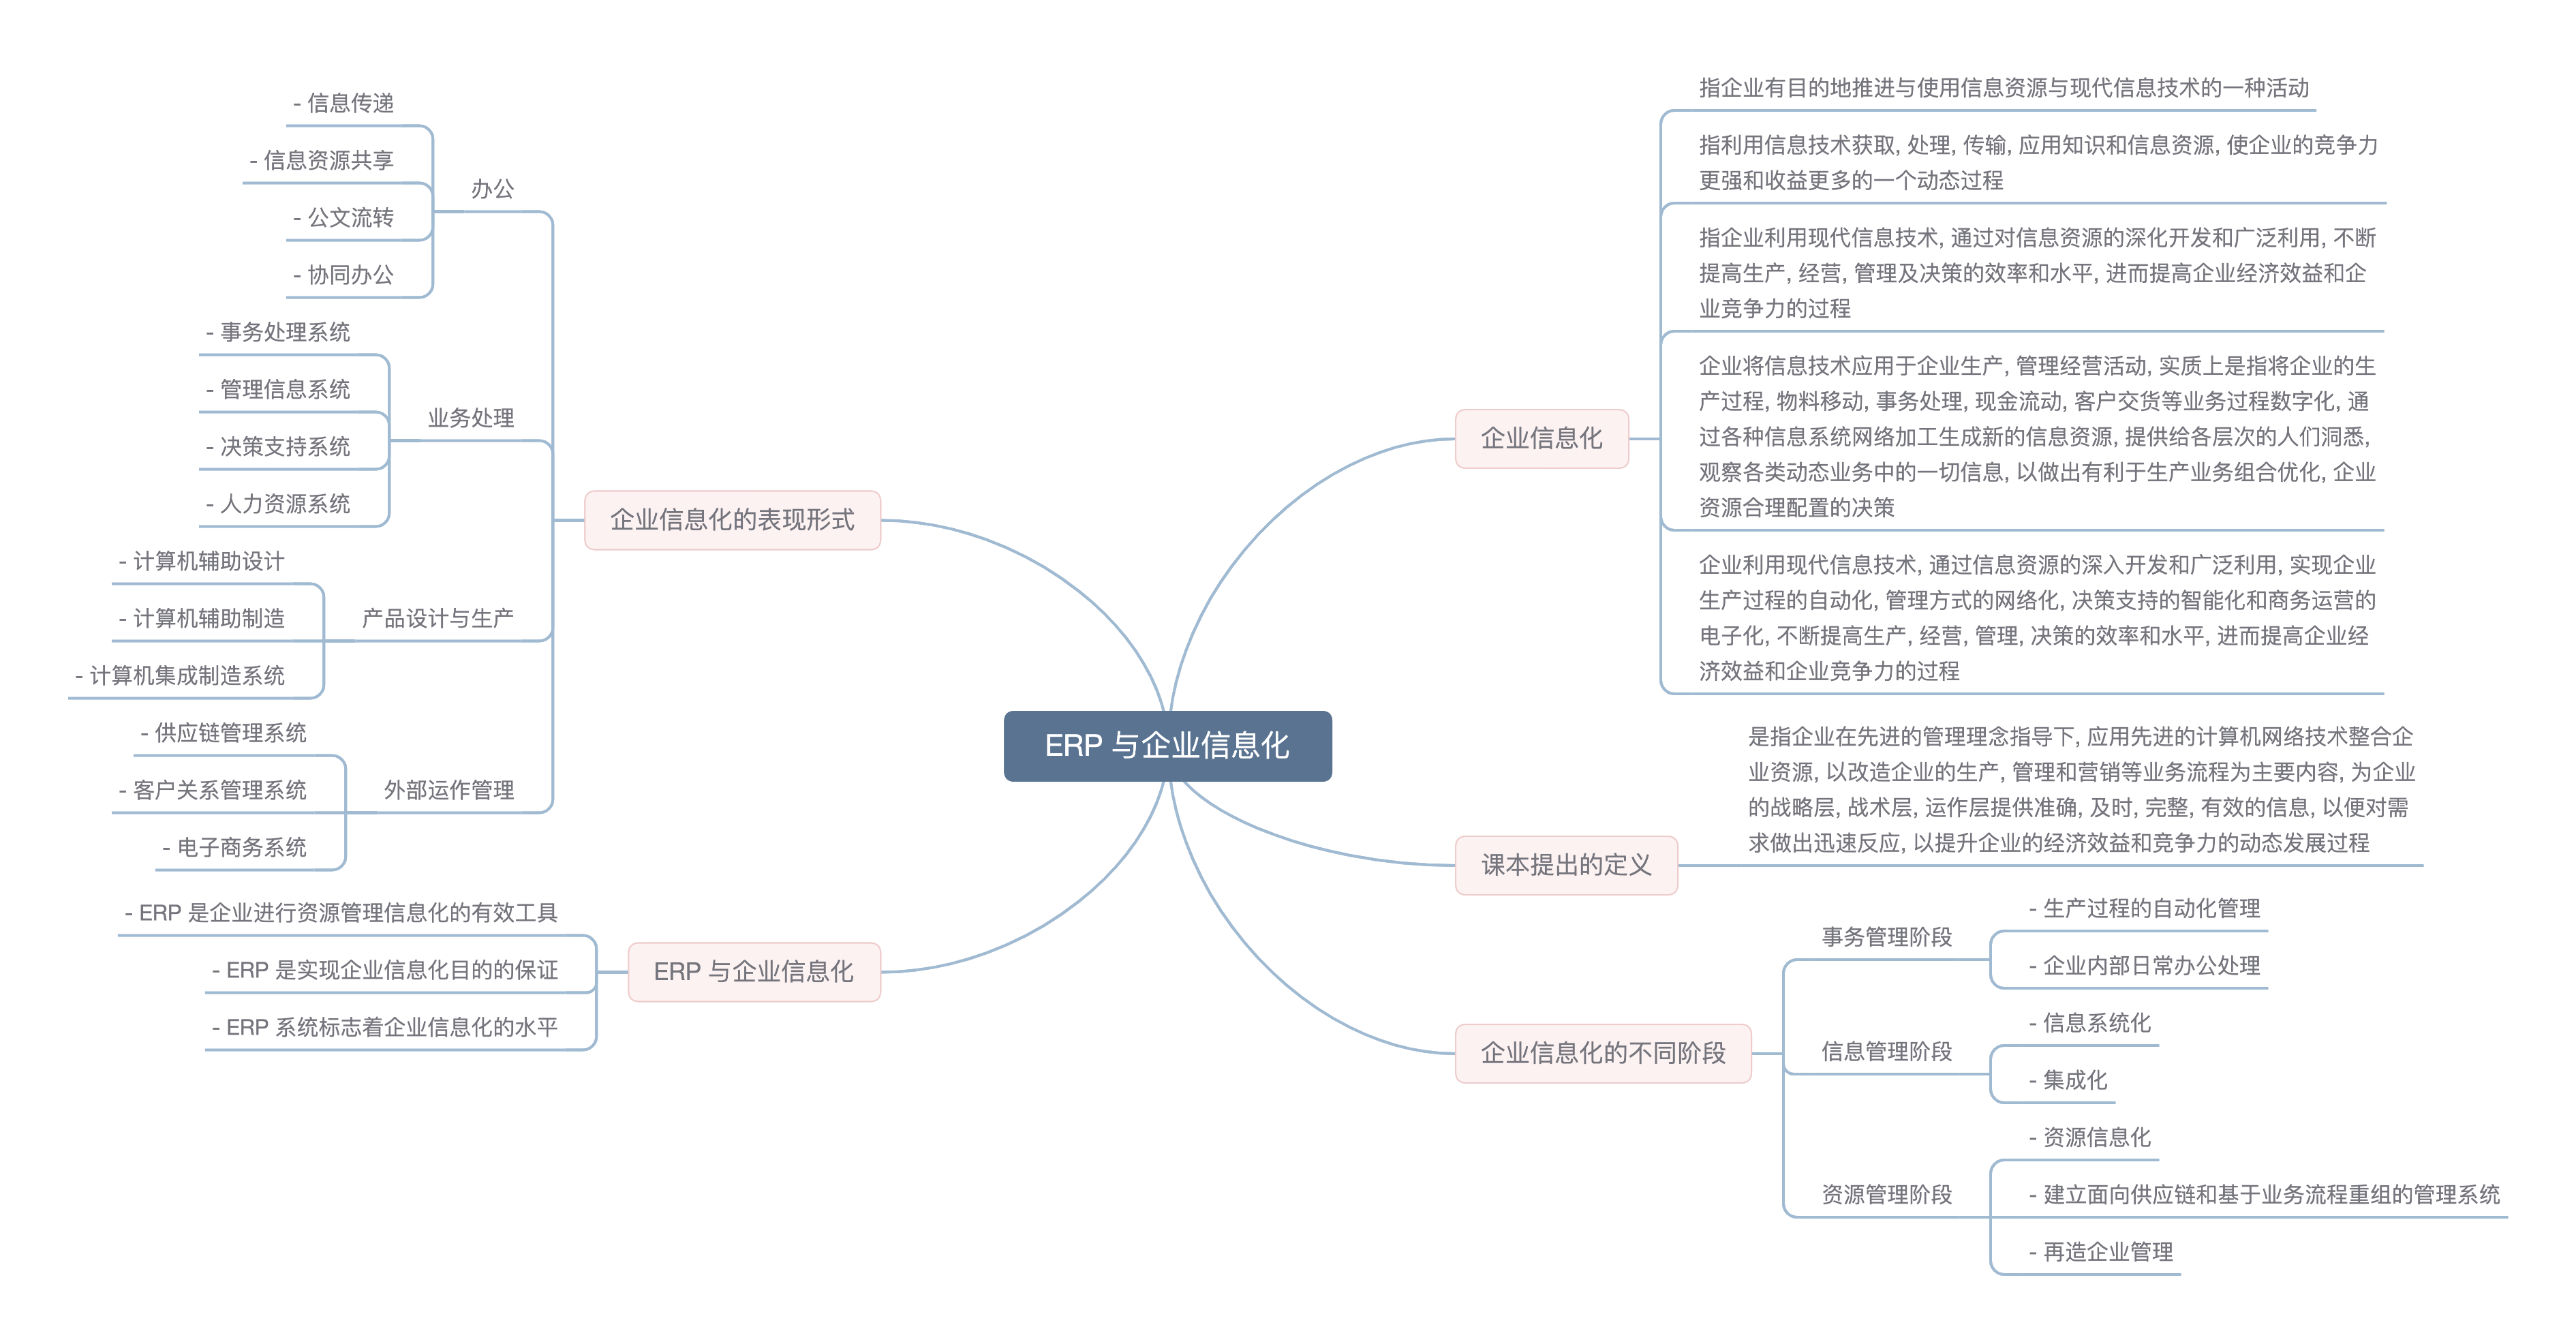 ERP 与企业信息化
企业信息化
指企业有目的地推进与使用信息资源与现代信息技术的一种活动
指利用信息技术获取, 处理, 传输, 应用知识和信息资源, 使企业的竞争力
更强和收益更多的一个动态过程
指企业利用现代信息技术, 通过对信息资源的深化开发和广泛利用, 不断
提高生产, 经营, 管理及决策的效率和水平, 进而提高企业经济效益和企
业竞争力的过程
企业将信息技术应用于企业生产, 管理经营活动, 实质上是指将企业的生
产过程, 物料移动, 事务处理, 现金流动, 客户交货等业务过程数字化, 通
过各种信息系统网络加工生成新的信息资源, 提供给各层次的人们洞悉,
观察各类动态业务中的一切信息, 以做出有利于生产业务组合优化, 企业
资源合理配置的决策
企业利用现代信息技术, 通过信息资源的深入开发和广泛利用, 实现企业
生产过程的自动化, 管理方式的网络化, 决策支持的智能化和商务运营的
电子化, 不断提高生产, 经营, 管理, 决策的效率和水平, 进而提高企业经
济效益和企业竞争力的过程
课本提出的定义
是指企业在先进的管理理念指导下, 应用先进的计算机网络技术整合企
业资源, 以改造企业的生产, 管理和营销等业务流程为主要内容, 为企业
的战略层, 战术层, 运作层提供准确, 及时, 完整, 有效的信息, 以便对需
求做出迅速反应, 以提升企业的经济效益和竞争力的动态发展过程
企业信息化的不同阶段
事务管理阶段
- 生产过程的自动化管理
- 企业内部日常办公处理
信息管理阶段
- 信息系统化
- 集成化
资源管理阶段
- 资源信息化
- 建立面向供应链和基于业务流程重组的管理系统
- 再造企业管理
企业信息化的表现形式
办公
- 信息传递
- 信息资源共享
- 公文流转
- 协同办公
业务处理
- 事务处理系统
- 管理信息系统
- 决策支持系统
- 人力资源系统
产品设计与生产
- 计算机辅助设计
- 计算机辅助制造
- 计算机集成制造系统
外部运作管理
- 供应链管理系统
- 客户关系管理系统
- 电子商务系统
ERP 与企业信息化
- ERP 是企业进行资源管理信息化的有效工具
- ERP 是实现企业信息化目的的保证
- ERP 系统标志着企业信息化的水平